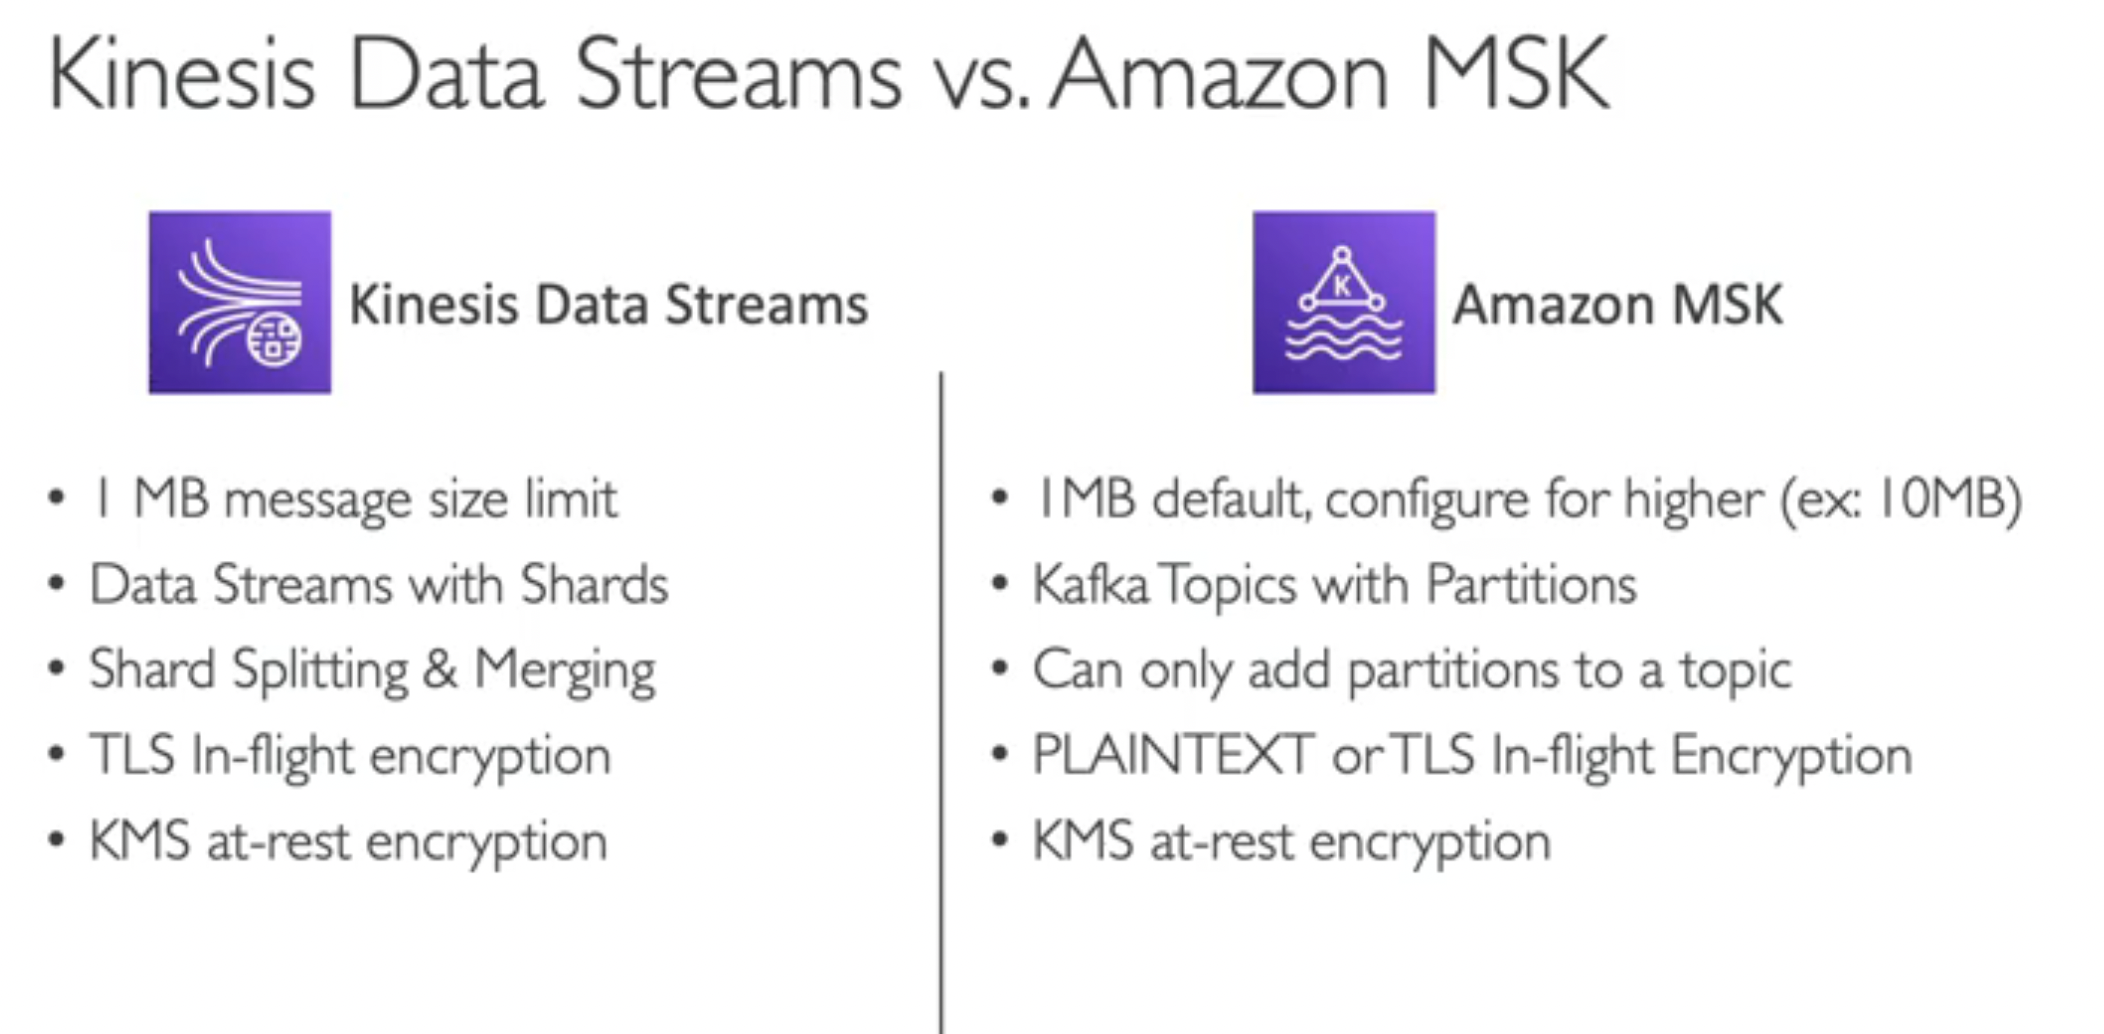 Kinesis Data Streams vs. Amazon MSK
Kinesis Data Streams
• 1 MB message size limit
• Data Streams with Shards
• Shard Splitting & Merging
• TLS In-flight encryption
• KMS at-rest encryption
K
Amazon MSK
• 1MB default, configure for higher (ex: 10MB)
• Kafka Topics with Partitions
• Can only add partitions to a topic
• PLAINTEXT or TLS In-flight Encryption
• KMS at-rest encryption